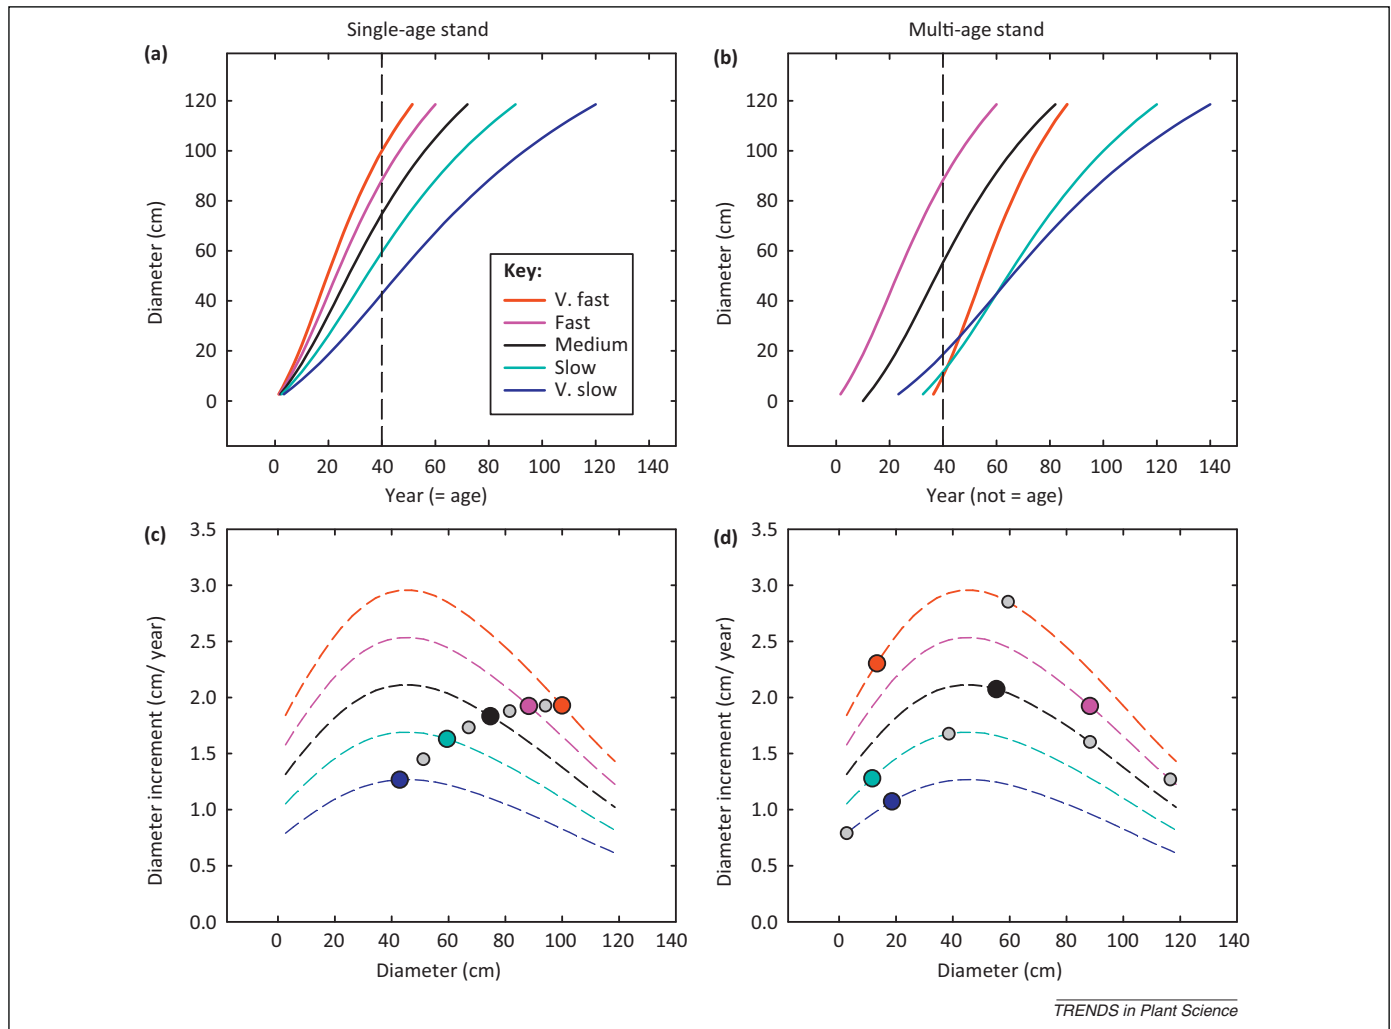 Single-age stand
Multi-age stand
(a)
Diameter (cm)
120
100
80
60
40
20
0
Key:
V. fast
Fast
Medium
Slow
V. slow
0 20 40 60 80 100 120 140
Year (= age)
(b)
Diameter (cm)
120
100
80
60
40
20
0
0 20 40 60 80 100 120 140
Year (not = age)
(c)
Diameter increment (cm/ year)
3.5
3.0
2.5
2.0
1.5
1.0
0.5
0.0
0 20 40 60 80 100 120 140
Diameter (cm)
(d)
Diameter increment (cm/ year)
3.5
3.0
2.5
2.0
1.5
1.0
0.5
0.0
0 20 40 60 80 100 120 140
Diameter (cm)
TRENDS in Plant Science